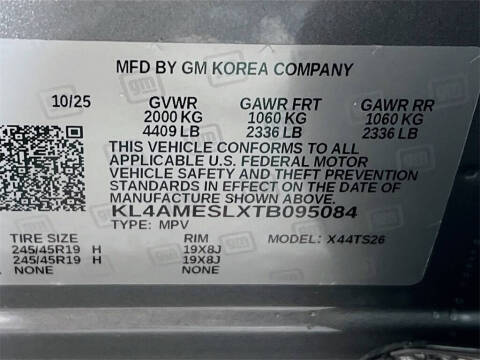 MFD BY GM KOREA COMPANY
10/25 GVWR GAWR FRT GAWR RR
2000 KG 1060 KG 1060 KG
4409 LB 2336 LB 2336 LB
THIS VEHICLE CONFORMS TO ALL
APPLICABLE U.S. FEDERAL MOTOR
VEHICLE SAFETY AND THEFT PREVENTION
STANDARDS IN EFFECT ON THE DATE OF
MANUFACTURE SHOWN ABOVE.
KL4AMESLXTB095084
TYPE: MPV MODEL: X44TS26
TIRE SIZE RIM
245/45R19 H 19X8J
245/45R19 H 19X8J
NONE NONE